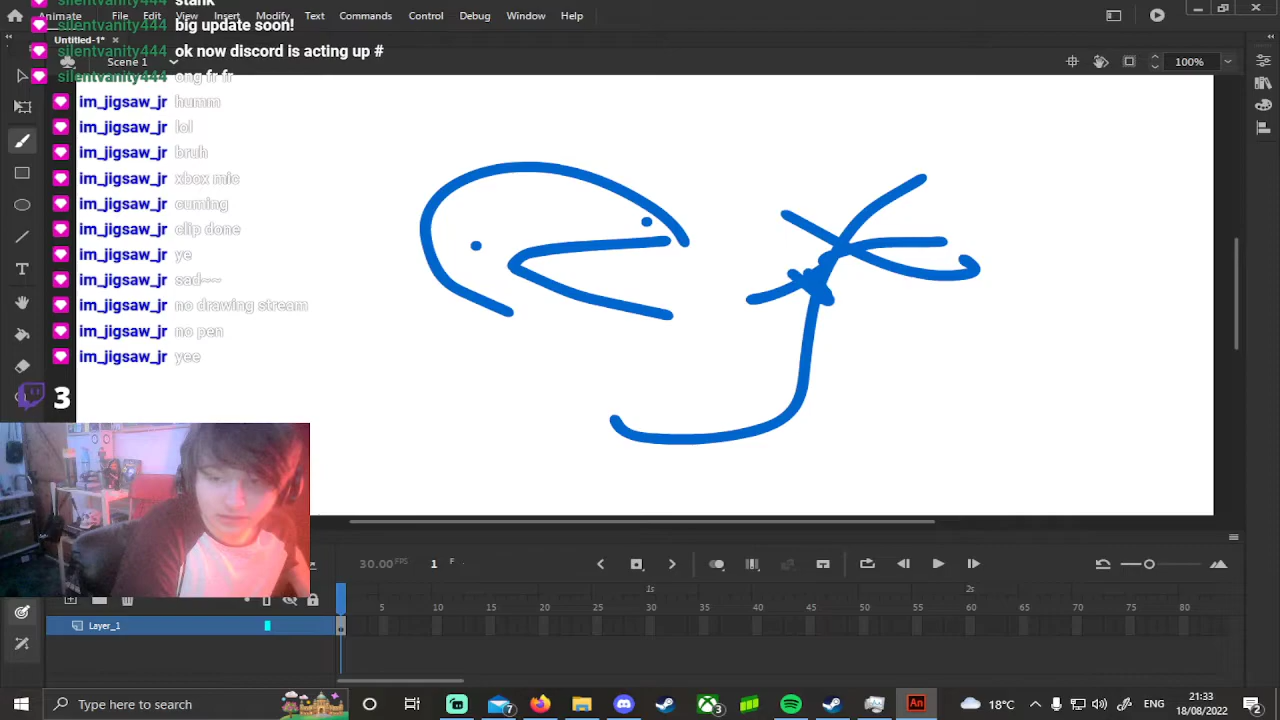 silentvanity444 stank
Animate File Edit View Insert Modify Text Commands Control Debug Window Help
silentvanity444 big update soon!
Untitled-1* ×
silentvanity444 ok now discord is acting up #
Scene 1 100%
silentvanity444 ong fr fr
im_jigsaw_jr humm
im_jigsaw_jr lol
im_jigsaw_jr bruh
im_jigsaw_jr xbox mic
im_jigsaw_jr cuming
im_jigsaw_jr clip done
im_jigsaw_jr ye
im_jigsaw_jr sad~~
im_jigsaw_jr no drawing stream
im_jigsaw_jr no pen
im_jigsaw_jr yee
3
30.00 FPS 1 F
1s 2s
5 10 15 20 25 30 35 40 45 50 55 60 65 70 75 80
Layer_1
Type here to search 7 3 An 18° ENG 21:33
18/08/2022 2